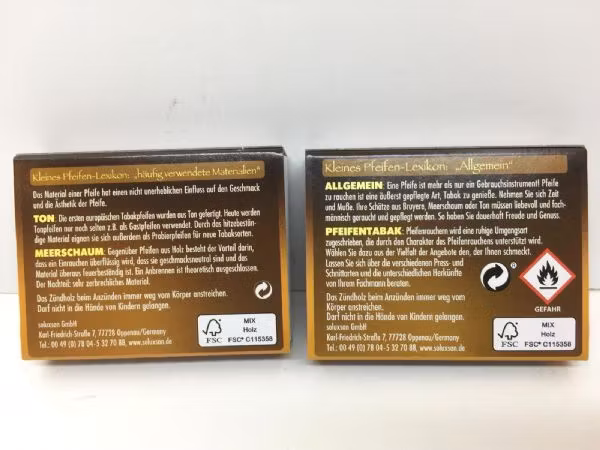 Kleines Pfeifen-Lexikon: „häufig verwendete Materialien“
Das Material einer Pfeife hat einen nicht unerheblichen Einfluss auf den Geschmack
und die Ästhetik der Pfeife.
TON: Die ersten europäischen Tabakpfeifen wurden aus Ton gefertigt. Heute werden
Tonpfeifen nur noch selten z.B. als Gastpfeifen verwendet. Durch das hitzebestän-
dige Material eignen sie sich außerdem als Probierpfeifen für neue Tabaksorten.
MEERSCHAUM: Gegenüber Pfeifen aus Holz besteht der Vorteil darin,
dass ein Einrauchen überflüssig wird, dass sie geschmacksneutral sind und das
Material überaus feuerbeständig ist. Ein Anbrennen ist theoretisch ausgeschlossen.
Der Nachteil: sehr zerbrechliches Material.
Das Zündholz beim Anzünden immer weg vom Körper anstreichen.
Darf nicht in die Hände von Kindern gelangen.
soluxsan GmbH
Karl-Friedrich-Straße 7, 77728 Oppenau/Germany
Tel.: 00 49 (0) 78 04-5 32 70 88, www.soluxsan.de
FSC
MIX
Holz
FSC® C115358
Kleines Pfeifen-Lexikon: „Allgemein“
ALLGEMEIN: Eine Pfeife ist mehr als nur ein Gebrauchsinstrument! Pfeife
zu rauchen ist eine äußerst gepflegte Art, Tabak zu genießen. Nehmen Sie sich Zeit
und Muße. Ihre Schätze aus Bruyere, Meerschaum oder Ton müssen liebevoll und fach-
männisch geraucht und gepflegt werden. So haben Sie dauerhaft Freude und Genuss.
PFEIFENTABAK: Pfeifenrauchern wird eine ruhige Umgangsart
zugeschrieben, die durch den Charakter des Pfeifenrauchens unterstützt wird.
Wählen Sie dazu aus der Vielfalt der Angebote den, der Ihnen schmeckt.
Lassen Sie sich über die verschiedenen Press- und
Schnittarten und die unterschiedlichen Herkünfte
von Ihrem Fachmann beraten.
Das Zündholz beim Anzünden immer weg vom
Körper anstreichen.
Darf nicht in die Hände von Kindern gelangen.
soluxsan GmbH
Karl-Friedrich-Straße 7, 77728 Oppenau/Germany
Tel.: 00 49 (0) 78 04-5 32 70 88, www.soluxsan.de
GEFAHR
FSC
MIX
Holz
FSC® C115358